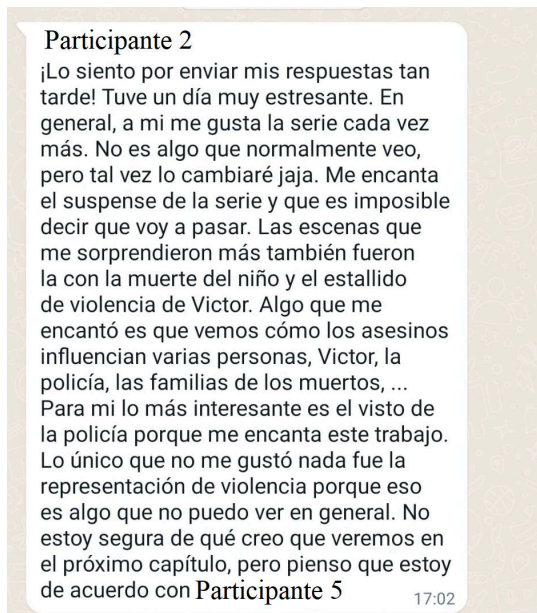 Participante 2
¡Lo siento por enviar mis respuestas tan
tarde! Tuve un día muy estresante. En
general, a mi me gusta la serie cada vez
más. No es algo que normalmente veo,
pero tal vez lo cambiaré jaja. Me encanta
el suspense de la serie y que es imposible
decir que voy a pasar. Las escenas que
me sorprendieron más también fueron
la con la muerte del niño y el estallido
de violencia de Victor. Algo que me
encantó es que vemos cómo los asesinos
influencian varias personas, Victor, la
policía, las familias de los muertos, ...
Para mi lo más interesante es el visto de
la policía porque me encanta este trabajo.
Lo único que no me gustó nada fue la
representación de violencia porque eso
es algo que no puedo ver en general. No
estoy segura de qué creo que veremos en
el próximo capítulo, pero pienso que estoy
de acuerdo con Participante 5
17:02